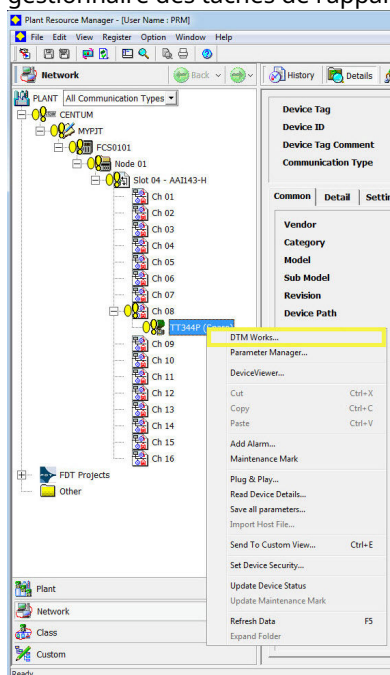 gestionnaire des tâches de l'appar
Plant Resource Manager - [User Name : PRM]
File Edit View Register Option Window Help
Network Back History Details
PLANT All Communication Types
CENTUM
MYPJT
FCS0101
Node 01
Slot 04 - AAI143-H
Ch 01
Ch 02
Ch 03
Ch 04
Ch 05
Ch 06
Ch 07
Ch 08
TT344P
Ch 09
Ch 10
Ch 11
Ch 12
Ch 13
Ch 14
Ch 15
Ch 16
FDT Projects
Other
Plant
Network
Class
Custom
Ready
Device Tag
Device ID
Device Tag Comment
Communication Type
Common Detail Settin
Vendor
Category
Model
Sub Model
Revision
Device Path
DTM Works...
Parameter Manager...
DeviceViewer...
Cut Ctrl+X
Copy Ctrl+C
Paste Ctrl+V
Add Alarm...
Maintenance Mark
Plug & Play...
Read Device Details...
Save all parameters...
Import Host File...
Send To Custom View... Ctrl+E
Set Device Security...
Update Device Status
Update Maintenance Mark
Refresh Data F5
Expand Folder